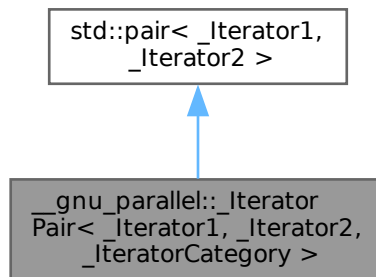 std::pair< _Iterator1,
_Iterator2 >
__gnu_parallel::_Iterator
Pair< _Iterator1, _Iterator2,
_IteratorCategory >